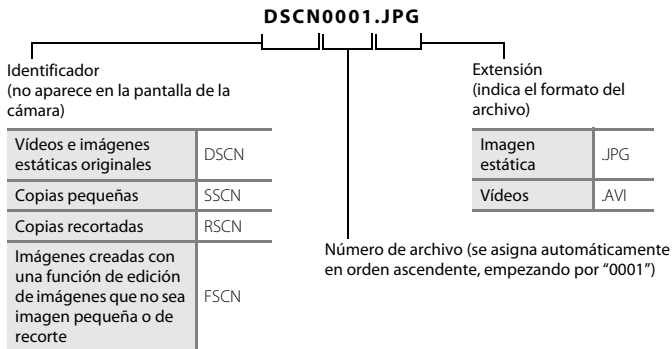 DSCN0001.JPG
Identificador
(no aparece en la pantalla de la
cámara)
Vídeos e imágenes
estáticas originales
DSCN
Copias pequeñas
SSCN
Copias recortadas
RSCN
Imágenes creadas con
una función de edición
de imágenes que no sea
imagen pequeña o de
recorte
FSCN
Extensión
(indica el formato del
archivo)
Imagen
estática
.JPG
Vídeos
.AVI
Número de archivo (se asigna automáticamente
en orden ascendente, empezando por “0001”)